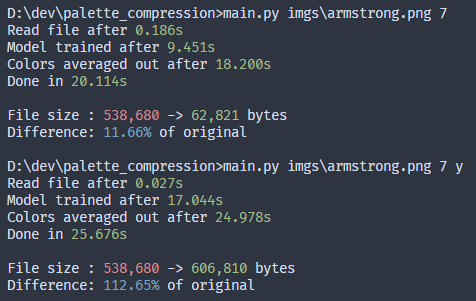 D:\dev\palette_compression>main.py imgs\armstrong.png 7
Read file after 0.186s
Model trained after 9.451s
Colors averaged out after 18.200s
Done in 20.114s
File size : 538,680 -> 62,821 bytes
Difference: 11.66% of original
D:\dev\palette_compression>main.py imgs\armstrong.png 7 y
Read file after 0.027s
Model trained after 17.044s
Colors averaged out after 24.978s
Done in 25.676s
File size : 538,680 -> 606,810 bytes
Difference: 112.65% of original